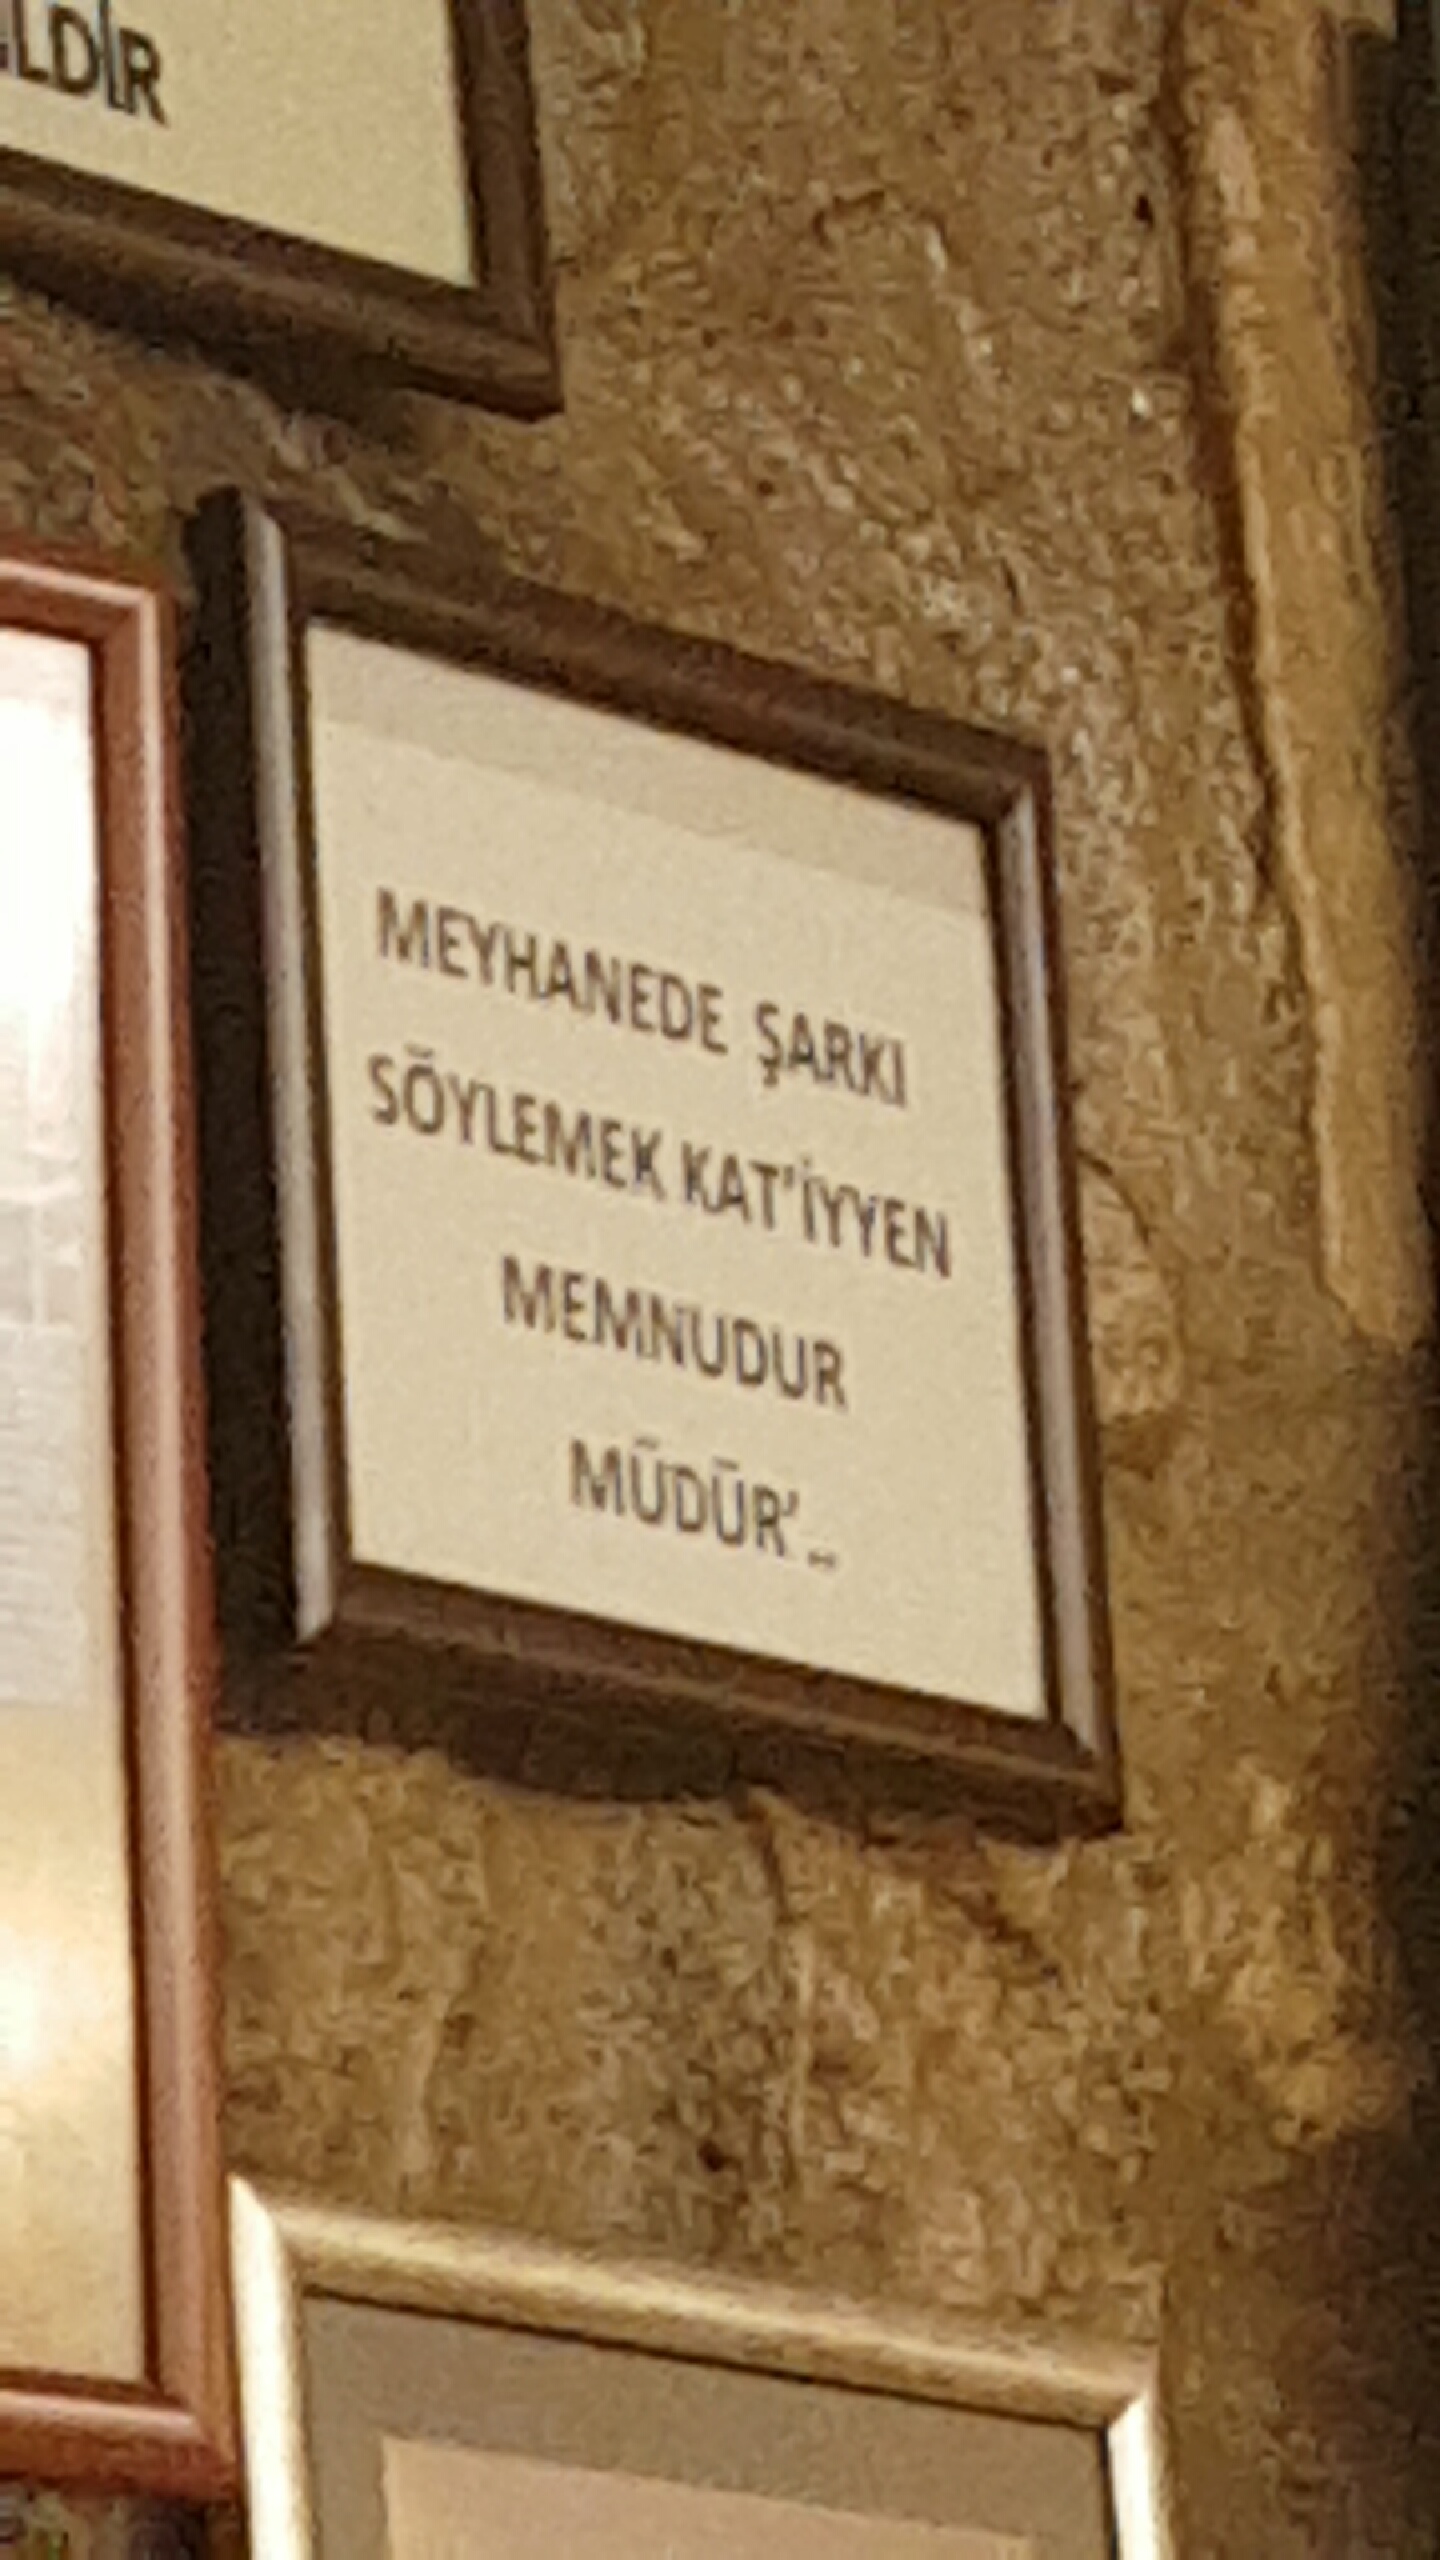 MEYHANEDE ŞARKI
SÖYLEMEK KAT'İYYEN
MEMNUDUR
MÜDÜR'..